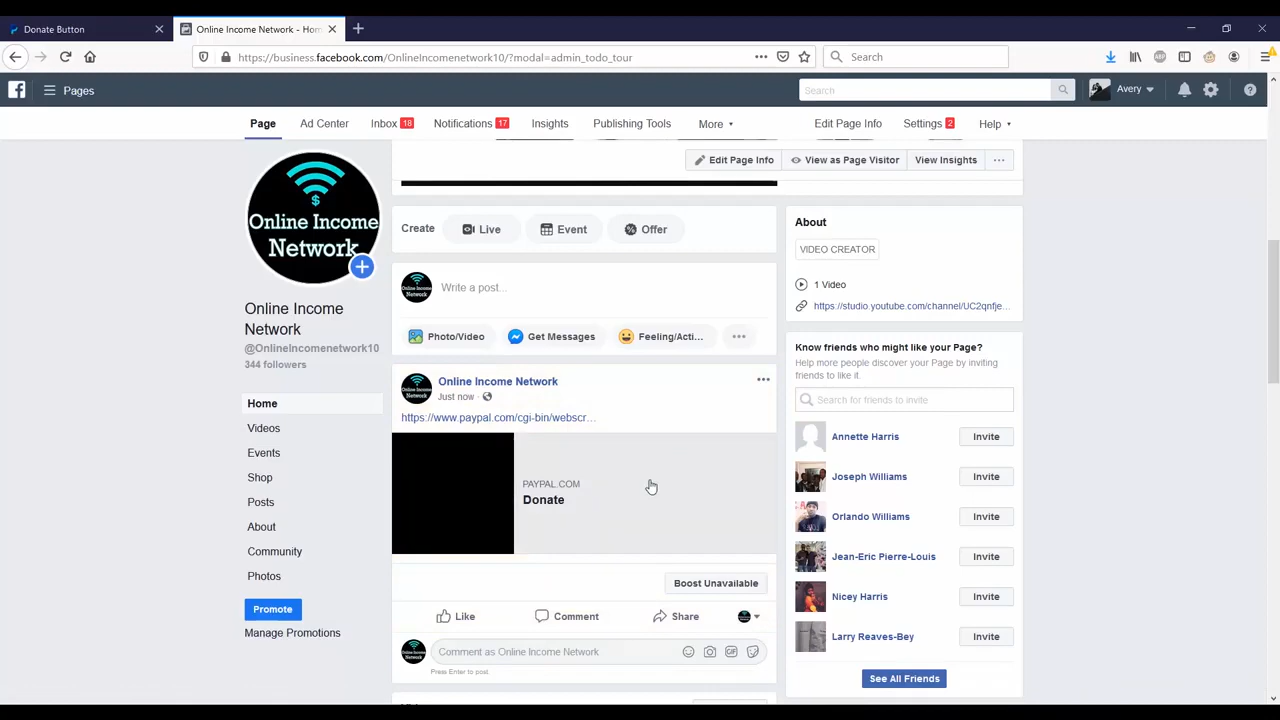 Donate Button
Online Income Network - Hom
https://business.facebook.com/OnlineIncomenetwork10/?modal=admin_todo_tour
Search
Pages
Search
Avery
Page
Ad Center
Inbox 18
Notifications 17
Insights
Publishing Tools
More
Edit Page Info
Settings 2
Help
Edit Page Info
View as Page Visitor
View Insights
$
Online Income
Network
Online Income
Network
@OnlineIncomenetwork10
344 followers
Home
Videos
Events
Shop
Posts
About
Community
Photos
Promote
Manage Promotions
Create
Live
Event
Offer
Write a post...
Photo/Video
Get Messages
Feeling/Acti...
Online Income Network
Just now
https://www.paypal.com/cgi-bin/webscr...
PAYPAL.COM
Donate
Boost Unavailable
Like
Comment
Share
Comment as Online Income Network
GIF
Press Enter to post.
About
VIDEO CREATOR
1 Video
https://studio.youtube.com/channel/UC2qnfje...
Know friends who might like your Page?
Help more people discover your Page by inviting
friends to like it.
Search for friends to invite
Annette Harris
Invite
Joseph Williams
Invite
Orlando Williams
Invite
Jean-Eric Pierre-Louis
Invite
Nicey Harris
Invite
Larry Reaves-Bey
Invite
See All Friends